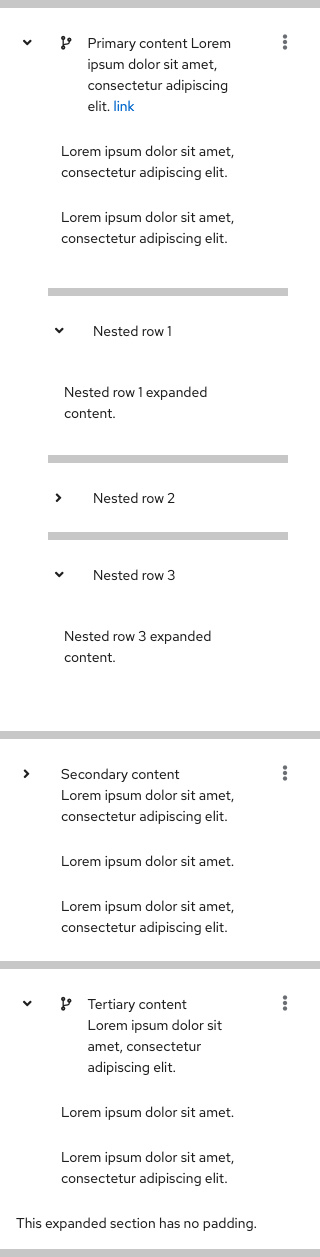 Primary content Lorem
ipsum dolor sit amet,
consectetur adipiscing
elit. link
Lorem ipsum dolor sit amet,
consectetur adipiscing elit.
Lorem ipsum dolor sit amet,
consectetur adipiscing elit.
Nested row 1
Nested row 1 expanded
content.
Nested row 2
Nested row 3
Nested row 3 expanded
content.
Secondary content
Lorem ipsum dolor sit amet,
consectetur adipiscing elit.
Lorem ipsum dolor sit amet.
Lorem ipsum dolor sit amet,
consectetur adipiscing elit.
Tertiary content
Lorem ipsum dolor sit
amet, consectetur
adipiscing elit.
Lorem ipsum dolor sit amet.
Lorem ipsum dolor sit amet,
consectetur adipiscing elit.
This expanded section has no padding.